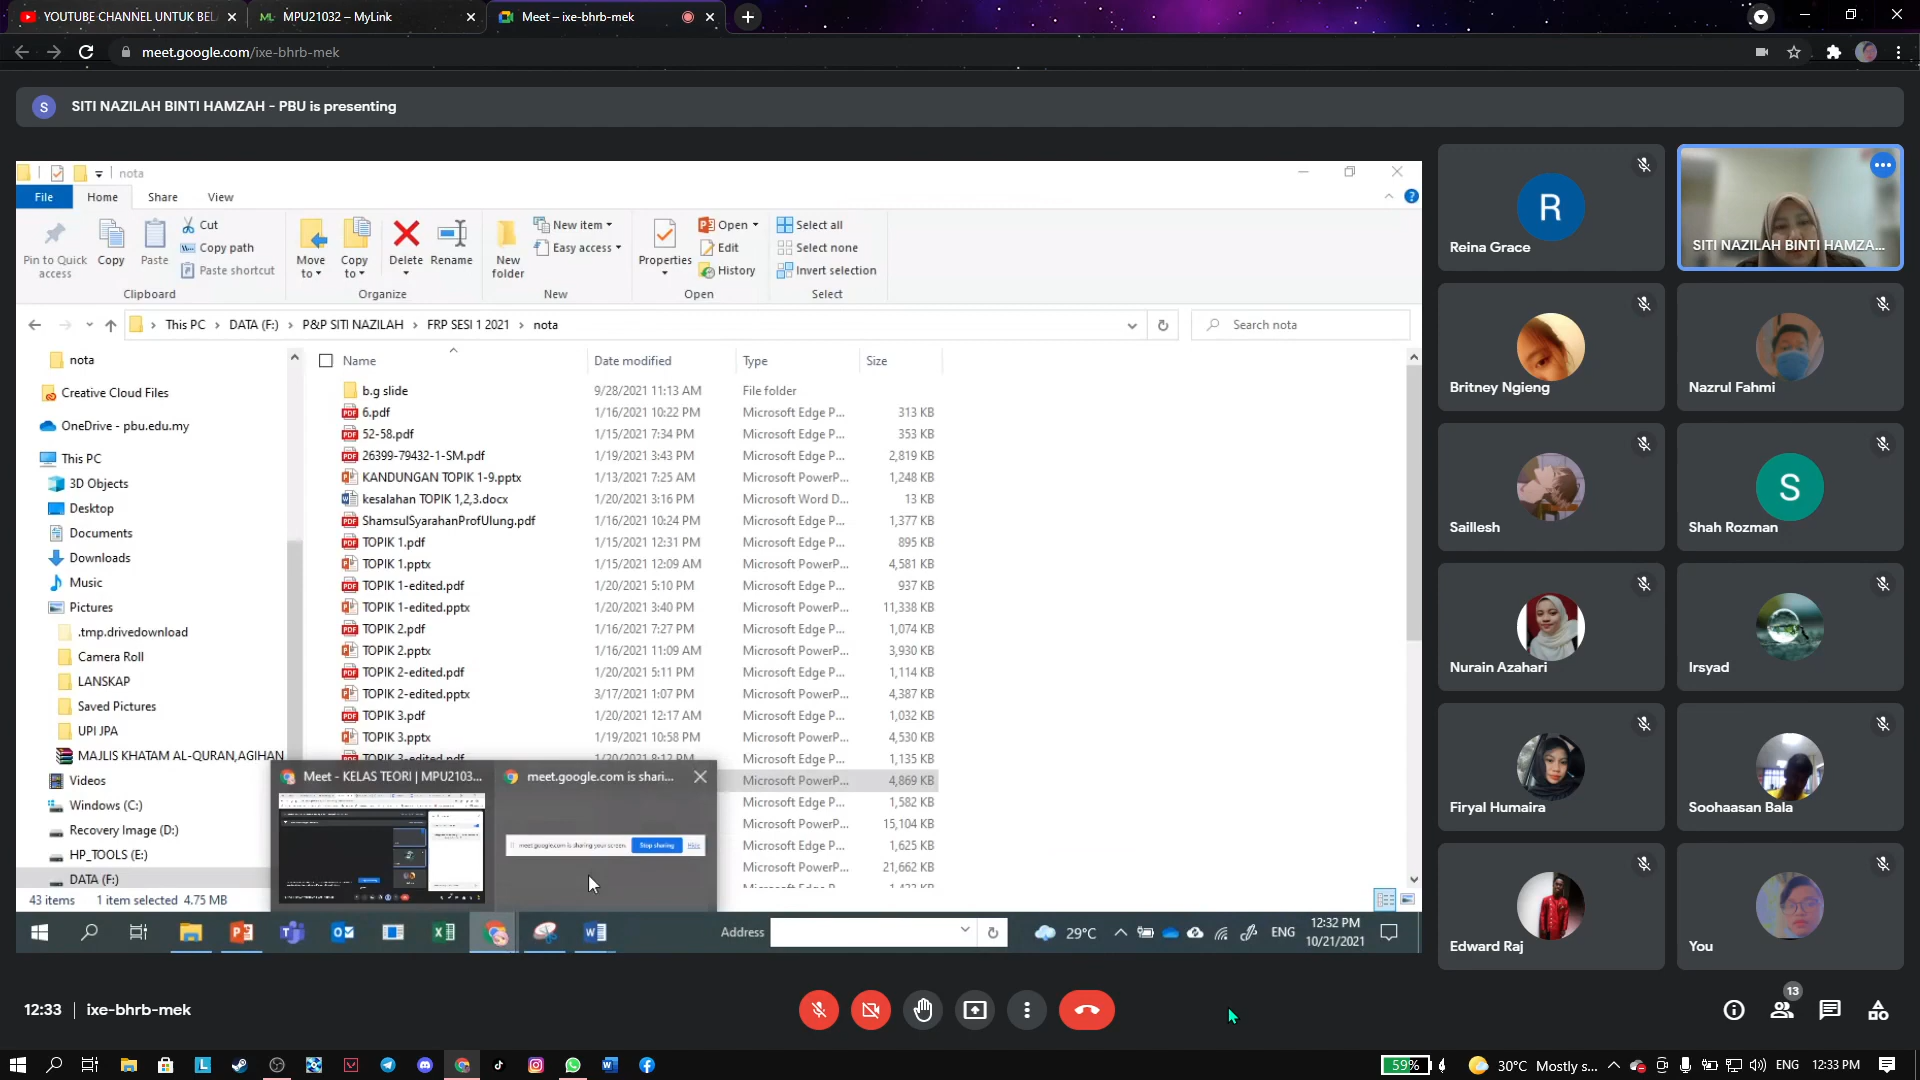 YOUTUBE CHANNEL UNTUK BEL
MPU21032 – MyLink
Meet – ixe-bhrb-mek
meet.google.com/ixe-bhrb-mek
S
SITI NAZILAH BINTI HAMZAH - PBU is presenting
nota
File
Home
Share
View
Pin to Quick access
Copy
Paste
Cut
Copy path
Paste shortcut
Clipboard
Move to
Copy to
Delete
Rename
Organize
New folder
New item
Easy access
New
Properties
Open
Edit
History
Open
Select all
Select none
Invert selection
Select
This PC
DATA (F:)
P&P SITI NAZILAH
FRP SESI 1 2021
nota
Search nota
nota
Creative Cloud Files
OneDrive - pbu.edu.my
This PC
3D Objects
Desktop
Documents
Downloads
Music
Pictures
.tmp.drivedownload
Camera Roll
LANSKAP
Saved Pictures
UPI JPA
MAJLIS KHATAM AL-QURAN,AGIHAN
Videos
Windows (C:)
Recovery Image (D:)
HP_TOOLS (E:)
DATA (F:)
Name Date modified Type Size
b.g slide 9/28/2021 11:13 AM File folder
6.pdf 1/16/2021 10:22 PM Microsoft Edge P... 313 KB
52-58.pdf 1/15/2021 7:34 PM Microsoft Edge P... 353 KB
26399-79432-1-SM.pdf 1/19/2021 3:43 PM Microsoft Edge P... 2,819 KB
KANDUNGAN TOPIK 1-9.pptx 1/13/2021 7:25 AM Microsoft PowerP... 1,248 KB
kesalahan TOPIK 1,2,3.docx 1/20/2021 3:16 PM Microsoft Word D... 13 KB
ShamsulSyarahanProfUlung.pdf 1/16/2021 10:24 PM Microsoft Edge P... 1,377 KB
TOPIK 1.pdf 1/15/2021 12:31 PM Microsoft Edge P... 895 KB
TOPIK 1.pptx 1/15/2021 12:09 AM Microsoft PowerP... 4,581 KB
TOPIK 1-edited.pdf 1/20/2021 5:10 PM Microsoft Edge P... 937 KB
TOPIK 1-edited.pptx 1/20/2021 3:40 PM Microsoft PowerP... 11,338 KB
TOPIK 2.pdf 1/16/2021 7:27 PM Microsoft Edge P... 1,074 KB
TOPIK 2.pptx 1/16/2021 11:09 AM Microsoft PowerP... 3,930 KB
TOPIK 2-edited.pdf 1/20/2021 5:11 PM Microsoft Edge P... 1,114 KB
TOPIK 2-edited.pptx 3/17/2021 1:07 PM Microsoft PowerP... 4,387 KB
TOPIK 3.pdf 1/20/2021 12:17 AM Microsoft Edge P... 1,032 KB
TOPIK 3.pptx 1/19/2021 10:58 PM Microsoft PowerP... 4,530 KB
TOPIK 3-edited.pdf 1/20/2021 8:12 PM Microsoft Edge P... 1,135 KB
Microsoft PowerP... 4,869 KB
Microsoft Edge P... 1,582 KB
Microsoft PowerP... 15,104 KB
Microsoft Edge P... 1,625 KB
Microsoft PowerP... 21,662 KB
Meet - KELAS TEORI | MPU2103...
meet.google.com is shari...
meet.google.com is sharing your screen.
Stop sharing
Hide
43 items
1 item selected 4.75 MB
Address
29°C
ENG
12:32 PM
10/21/2021
R
Reina Grace
SITI NAZILAH BINTI HAMZA...
Britney Ngieng
Nazrul Fahmi
Saillesh
S
Shah Rozman
Nurain Azahari
Irsyad
Firyal Humaira
Soohaasan Bala
Edward Raj
You
12:33
ixe-bhrb-mek
13
59%
30°C Mostly s...
ENG
12:33 PM